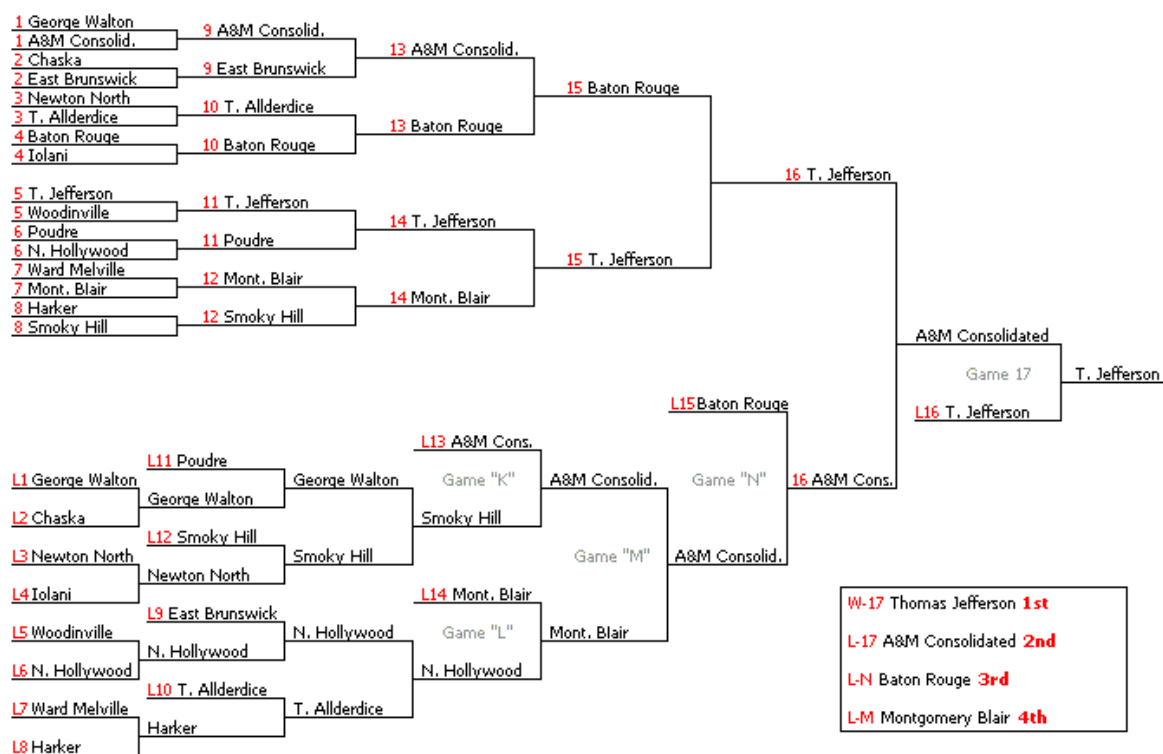 1 George Walton
1 A&M Consolid.
2 Chaska
2 East Brunswick
3 Newton North
3 T. Allderdice
4 Baton Rouge
4 Iolani
5 T. Jefferson
5 Woodinville
6 Poudre
6 N. Hollywood
7 Ward Melville
7 Mont. Blair
8 Harker
8 Smoky Hill
9 A&M Consolid.
9 East Brunswick
10 T. Allderdice
10 Baton Rouge
11 T. Jefferson
11 Poudre
12 Mont. Blair
12 Smoky Hill
13 A&M Consolid.
13 Baton Rouge
14 T. Jefferson
14 Mont. Blair
15 Baton Rouge
15 T. Jefferson
16 T. Jefferson
A&M Consolidated
Game 17
L16 T. Jefferson
T. Jefferson
L1 George Walton
L2 Chaska
L3 Newton North
L4 Iolani
L5 Woodinville
L6 N. Hollywood
L7 Ward Melville
L8 Harker
L11 Poudre
George Walton
L12 Smoky Hill
Newton North
L9 East Brunswick
N. Hollywood
L10 T. Allderdice
Harker
George Walton
Smoky Hill
N. Hollywood
T. Allderdice
L13 A&M Cons.
Game "K"
Smoky Hill
L14 Mont. Blair
Game "L"
N. Hollywood
A&M Consolid.
Game "M"
Mont. Blair
L15 Baton Rouge
Game "N"
A&M Consolid.
16 A&M Cons.
W-17 Thomas Jefferson 1st
L-17 A&M Consolidated 2nd
L-N Baton Rouge 3rd
L-M Montgomery Blair 4th